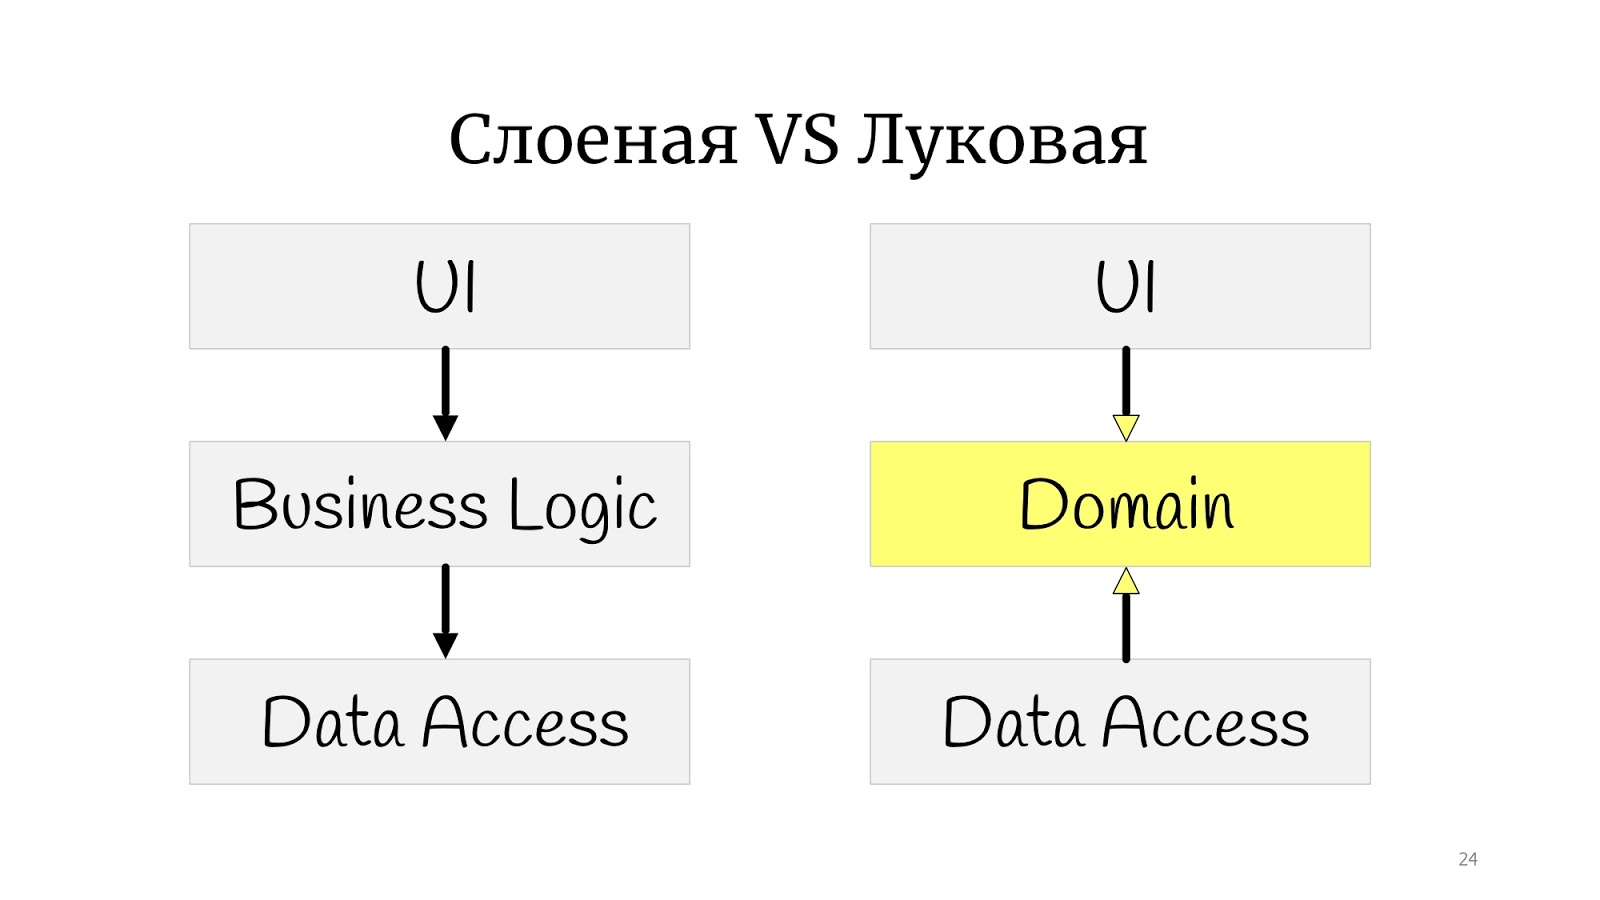 Слоеная VS Луковая
UI
Business Logic
Data Access
UI
Domain
Data Access
24